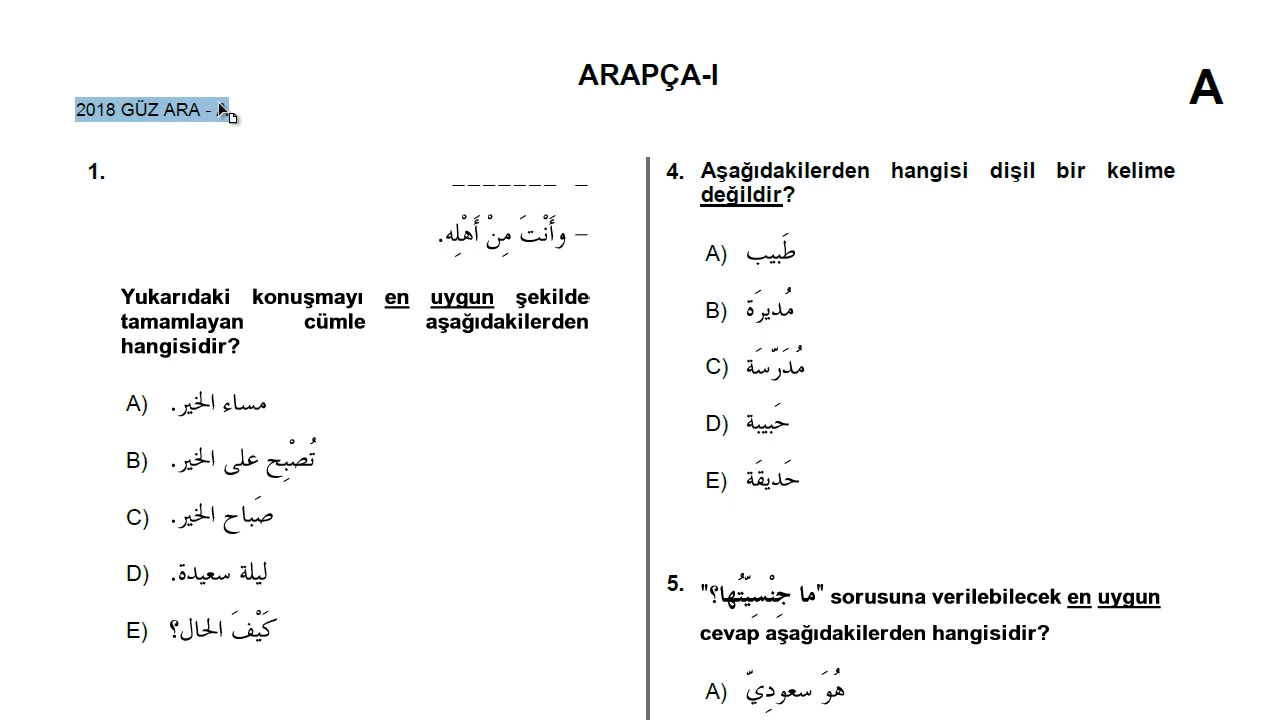 ARAPÇA-I
A
2018 GÜZ ARA -
1.
– – – – – – – –
– وأَنْتَ مِنْ أَهْلِه.
Yukarıdaki konuşmayı en uygun şekilde
tamamlayan cümle aşağıdakilerden
hangisidir?
A) مساء الخير.
B) تُصْبِح على الخير.
C) صَباح الخير.
D) ليلة سعيدة.
E) كَيْفَ الحال؟
4. Aşağıdakilerden hangisi dişil bir kelime
değildir?
A) طَبيب
B) مُديرَة
C) مُدَرّسَة
D) حَبيبة
E) حَديقَة
5. "ما جِنْسِيّتُها؟" sorusuna verilebilecek en uygun
cevap aşağıdakilerden hangisidir?
A) هُوَ سعودِيّ